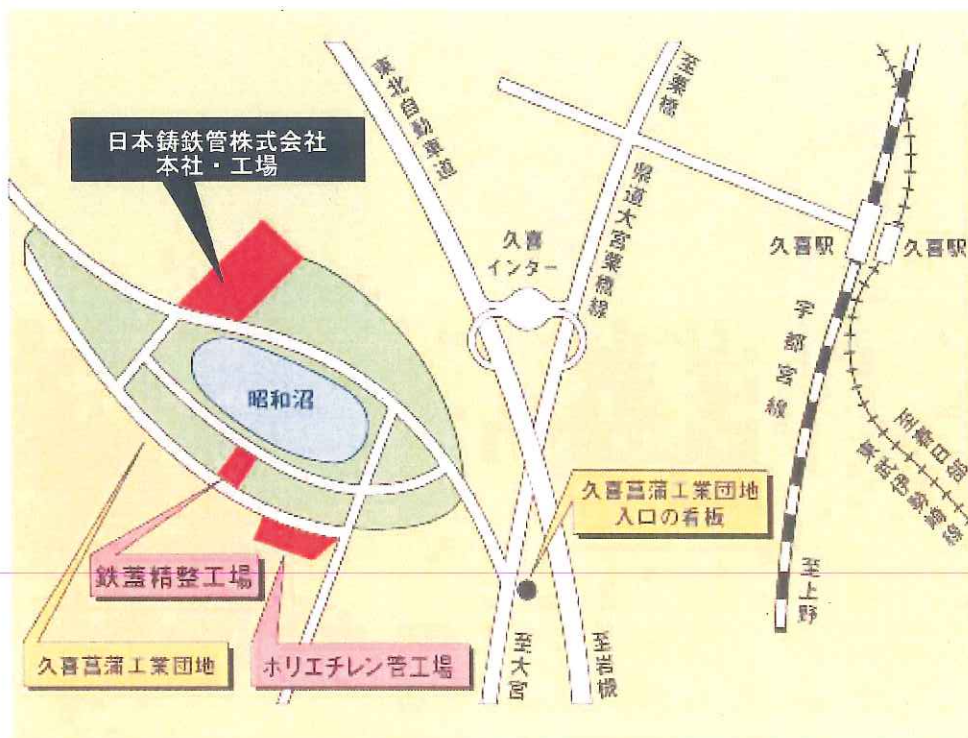 東北自動車道
至栗橋
日本鋳鉄管株式会社
本社・工場
県道大宮栗橋線
久喜
インター
久喜駅
久喜駅
宇都宮線
昭和沼
至春日部
東武伊勢崎線
久喜菖蒲工業団地
入口の看板
鉄蓋精整工場
至上野
久喜菖蒲工業団地
ポリエチレン管工場
至大宮
至岩槻